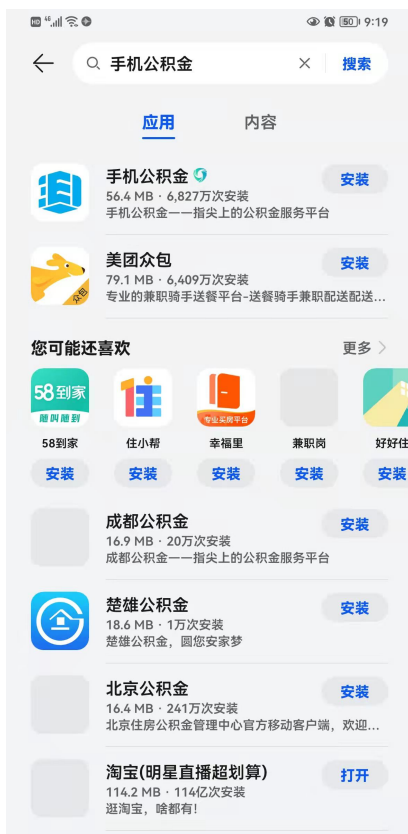 HD 4G 50 9:19
手机公积金 × 搜索
应用 内容
手机公积金
安装
56.4 MB · 6,827万次安装
手机公积金一一指尖上的公积金服务平台
美团众包
安装
79.1 MB · 6,409万次安装
专业的兼职骑手送餐平台-送餐骑手兼职配送配送...
众包
您可能还喜欢 更多
58到家
随叫随到
专业买房平台
58到家 住小帮 幸福里 兼职岗 好好住
安装 安装 安装 安装 安装
成都公积金
安装
16.9 MB · 20万次安装
成都公积金一一指尖上的公积金服务平台
楚雄公积金
安装
18.6 MB · 1万次安装
楚雄公积金，圆您安家梦
北京公积金
安装
16.4 MB · 241万次安装
北京住房公积金管理中心官方移动客户端，欢迎...
淘宝(明星直播超划算)
打开
114.2 MB · 114亿次安装
逛淘宝，啥都有!